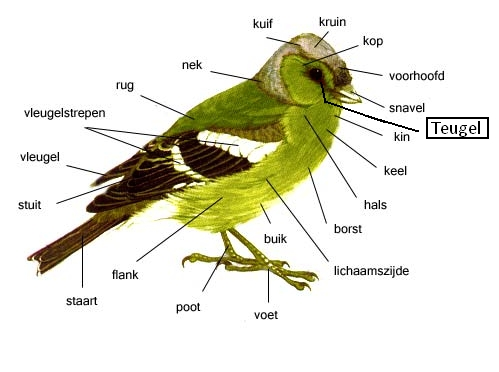 kuif
kruin
kop
nek
voorhoofd
rug
snavel
vleugelstrepen
Teugel
kin
vleugel
keel
stuit
hals
borst
buik
flank
lichaamszijde
staart
poot
voet